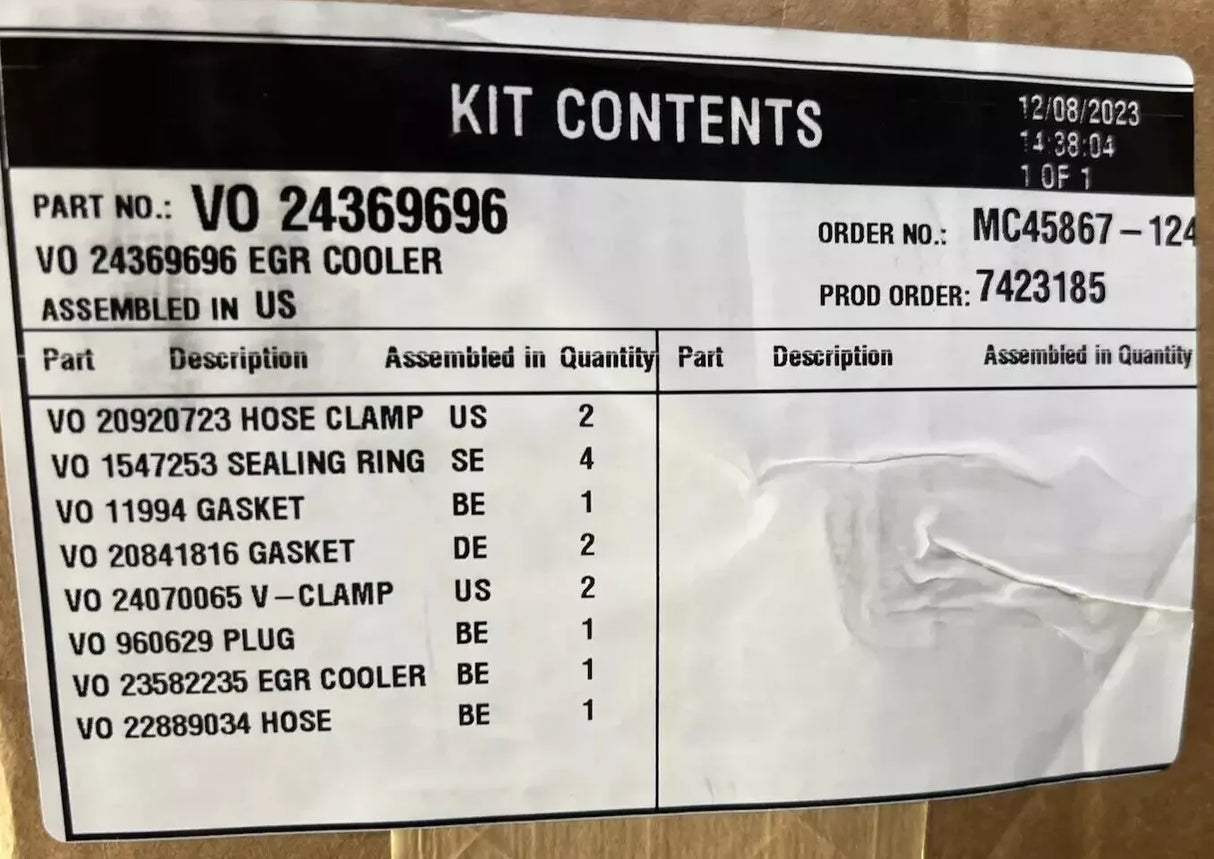 KIT CONTENTS
12/08/2023
14:38:04
1 OF 1
PART NO.: VO 24369696
VO 24369696 EGR COOLER
ASSEMBLED IN US
ORDER NO.: MC45867-124
PROD ORDER: 7423185
Part Description Assembled in Quantity Part Description Assembled in Quantity
VO 20920723 HOSE CLAMP US 2
VO 1547253 SEALING RING SE 4
VO 11994 GASKET BE 1
VO 20841816 GASKET DE 2
VO 24070065 V-CLAMP US 2
VO 960629 PLUG BE 1
VO 23582235 EGR COOLER BE 1
VO 22889034 HOSE BE 1